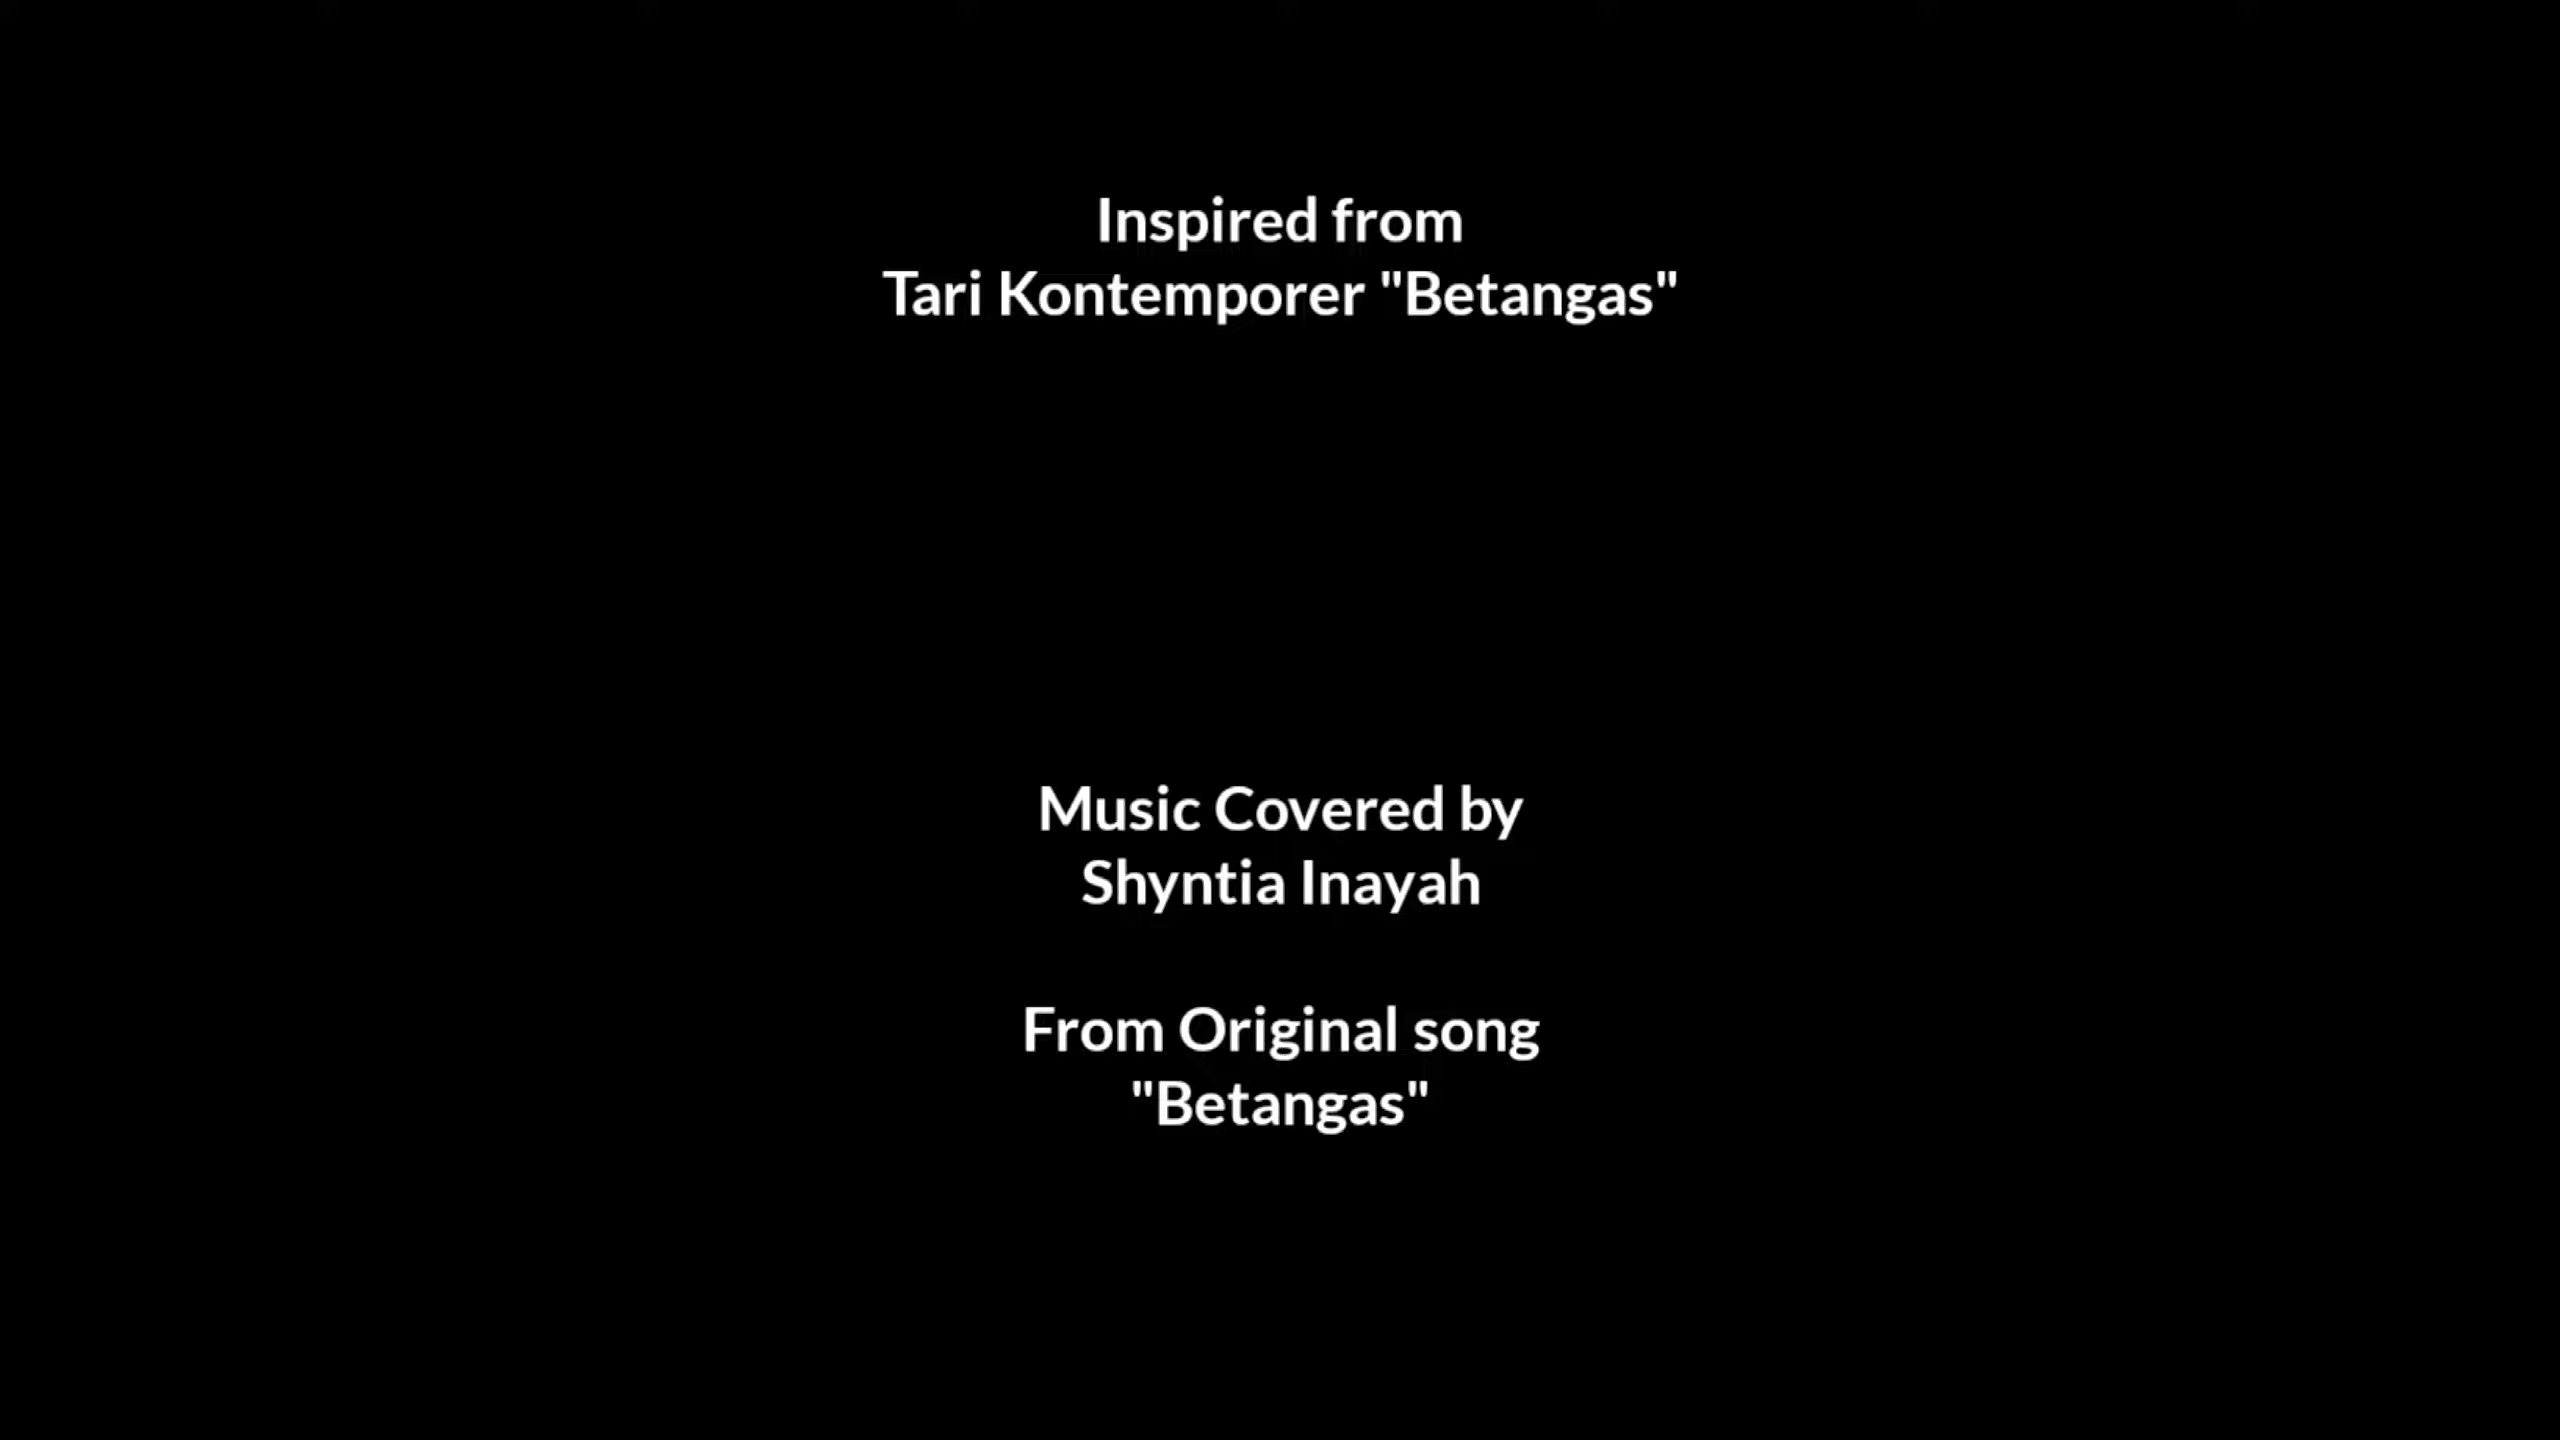 Inspired from
Tari Kontemporer "Betangas"
Music Covered by
Shyntia Inayah
From Original song
"Betangas"